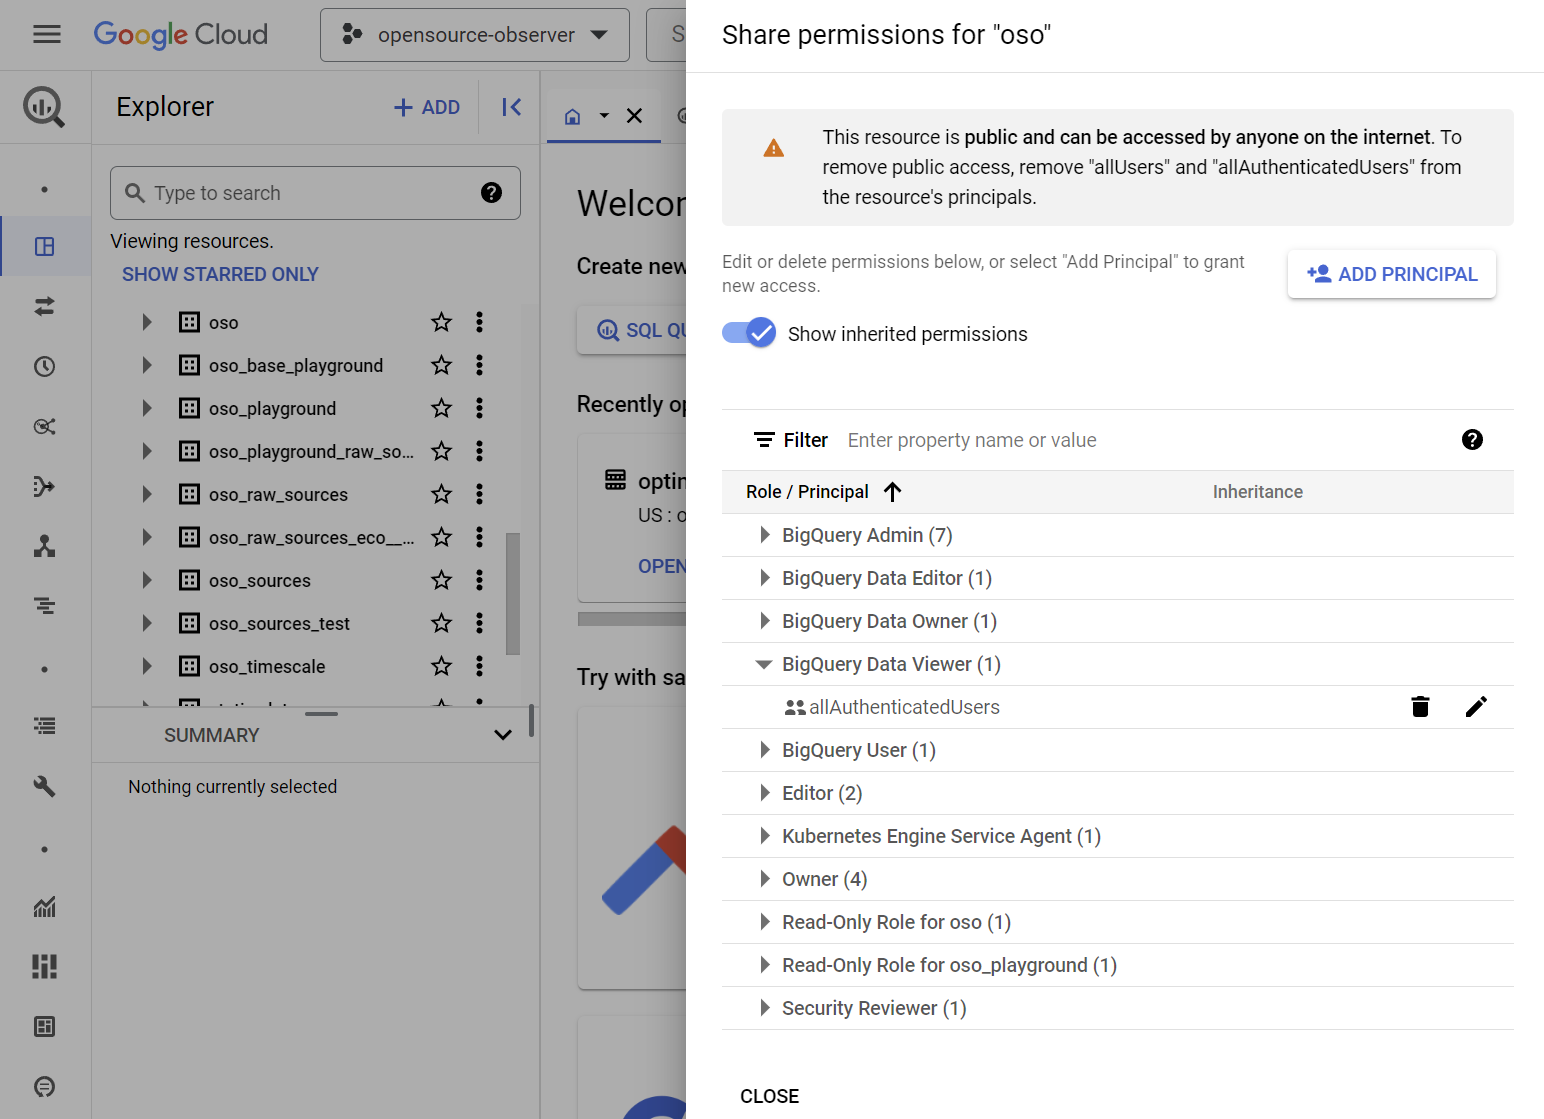 Google Cloud
opensource-observer
S
Explorer
ADD
Type to search
Viewing resources.
SHOW STARRED ONLY
oso
oso_base_playground
oso_playground
oso_playground_raw_so...
oso_raw_sources
oso_raw_sources_eco__...
oso_sources
oso_sources_test
oso_timescale
SUMMARY
Nothing currently selected
Welcor
Create new
SQL QU
Recently op
optin
US : o
OPEN
Try with sa
Share permissions for "oso"
This resource is public and can be accessed by anyone on the internet. To
remove public access, remove "allUsers" and "allAuthenticatedUsers" from
the resource's principals.
Edit or delete permissions below, or select "Add Principal" to grant
new access.
ADD PRINCIPAL
Show inherited permissions
Filter Enter property name or value
Role / Principal Inheritance
BigQuery Admin (7)
BigQuery Data Editor (1)
BigQuery Data Owner (1)
BigQuery Data Viewer (1)
allAuthenticatedUsers
BigQuery User (1)
Editor (2)
Kubernetes Engine Service Agent (1)
Owner (4)
Read-Only Role for oso (1)
Read-Only Role for oso_playground (1)
Security Reviewer (1)
CLOSE